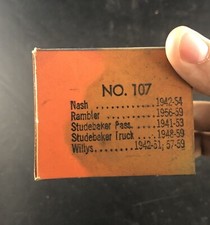 NO. 107
Nash ............ 1942-54
Rambler ........... 1956-59
Studebaker Pass. .... 1941-53
Studebaker Truck .... 1948-59
Willys ........ 1942-51, 57-59